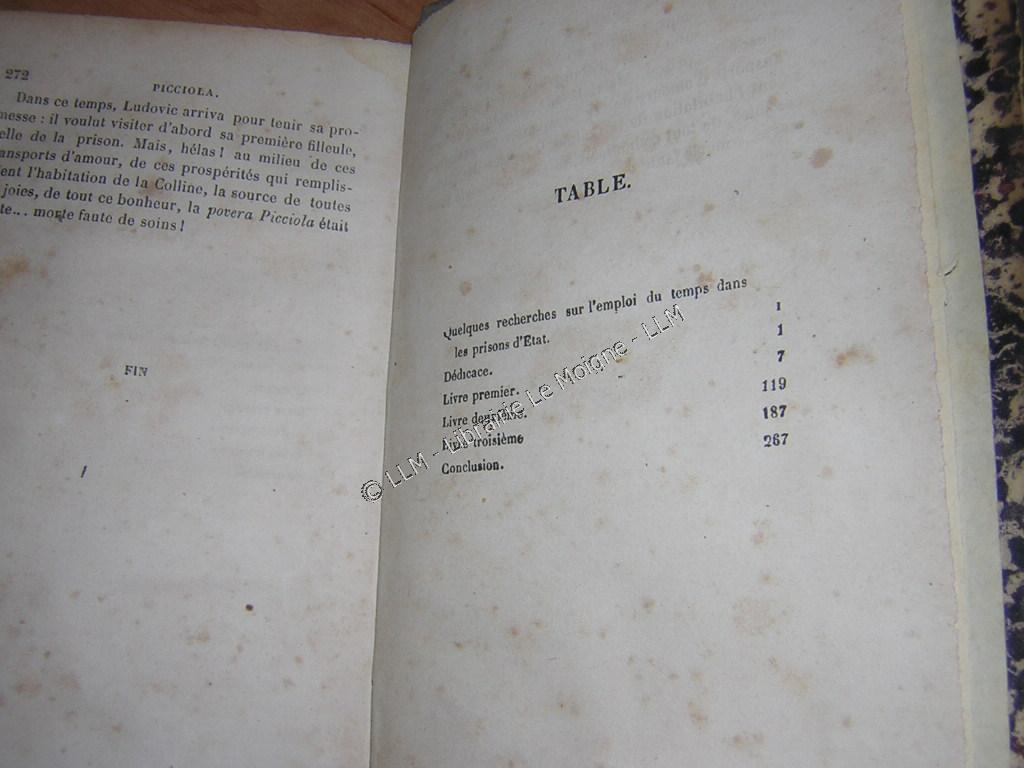 272
PICCIOLA.
Dans ce temps, Ludovic arriva pour tenir sa pro-
messe : il voulut visiter d'abord sa première filleule,
elle de la prison. Mais, hélas ! au milieu de ces
ansports d'amour, de ces prospérités qui remplis-
ent l'habitation de la Colline, la source de toutes
joies, de tout ce bonheur, la povera Picciola était
te... morte faute de soins !
FIN
TABLE.
Quelques recherches sur l'emploi du temps dans
les prisons d'État. I
Dédicace. 1
Livre premier. 7
Livre deuxième. 119
Livre troisième 187
Conclusion. 267
© LLM - Librairie Le Moigne - LLM